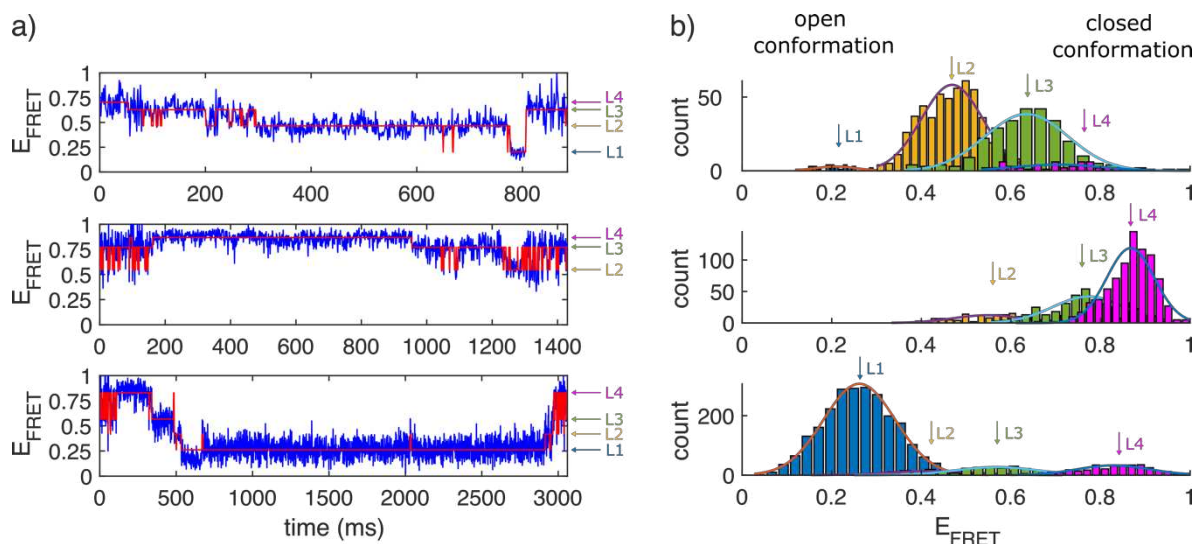 a)
E_FRET
1
0.75
0.5
0.25
0
0 200 400 600 800
L4
L3
L2
L1
E_FRET
1
0.75
0.5
0.25
0
0 200 400 600 800 1000 1200 1400
L4
L3
L2
E_FRET
1
0.75
0.5
0.25
0
0 500 1000 1500 2000 2500 3000
L4
L3
L2
L1
time (ms)
b)
open
conformation
closed
conformation
count
50
0
L1
L2
L3
L4
0 0.2 0.4 0.6 0.8 1
count
100
50
0
L2
L3
L4
0 0.2 0.4 0.6 0.8 1
count
200
0
L1
L2
L3
L4
0 0.2 0.4 0.6 0.8 1
E_FRET